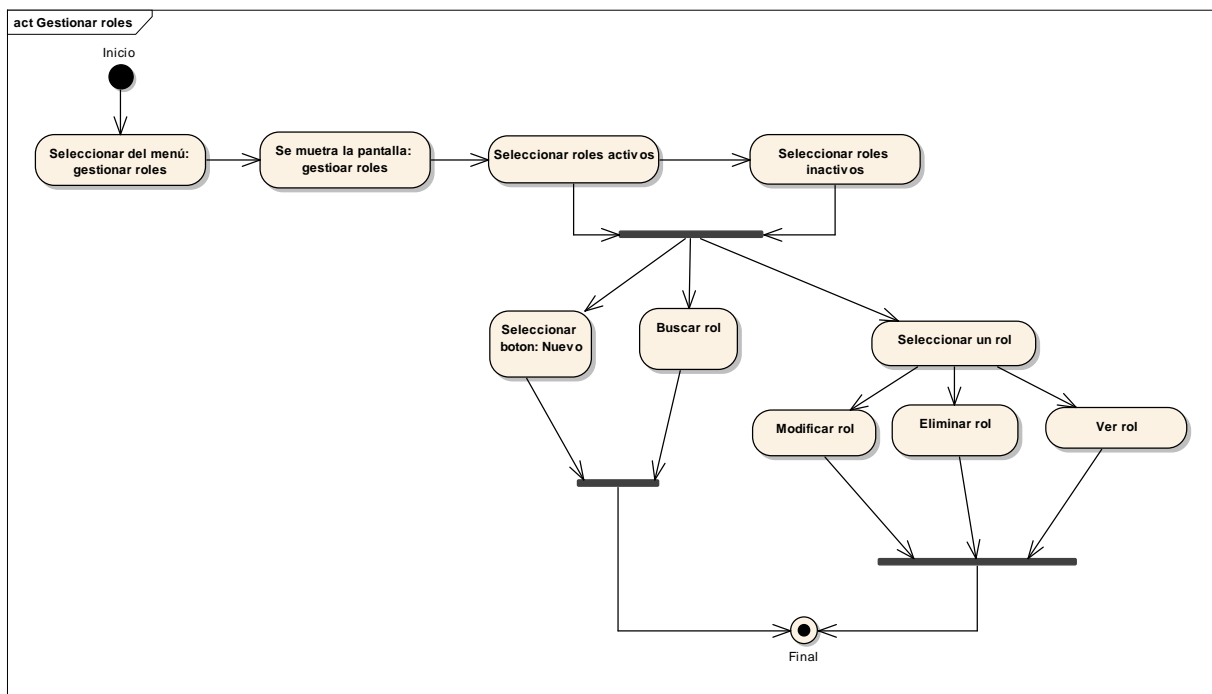 act Gestionar roles
Inicio
Seleccionar del menú:
gestionar roles
Se muetra la pantalla:
gestioar roles
Seleccionar roles activos
Seleccionar roles
inactivos
Seleccionar
boton: Nuevo
Buscar rol
Seleccionar un rol
Modificar rol
Eliminar rol
Ver rol
Final